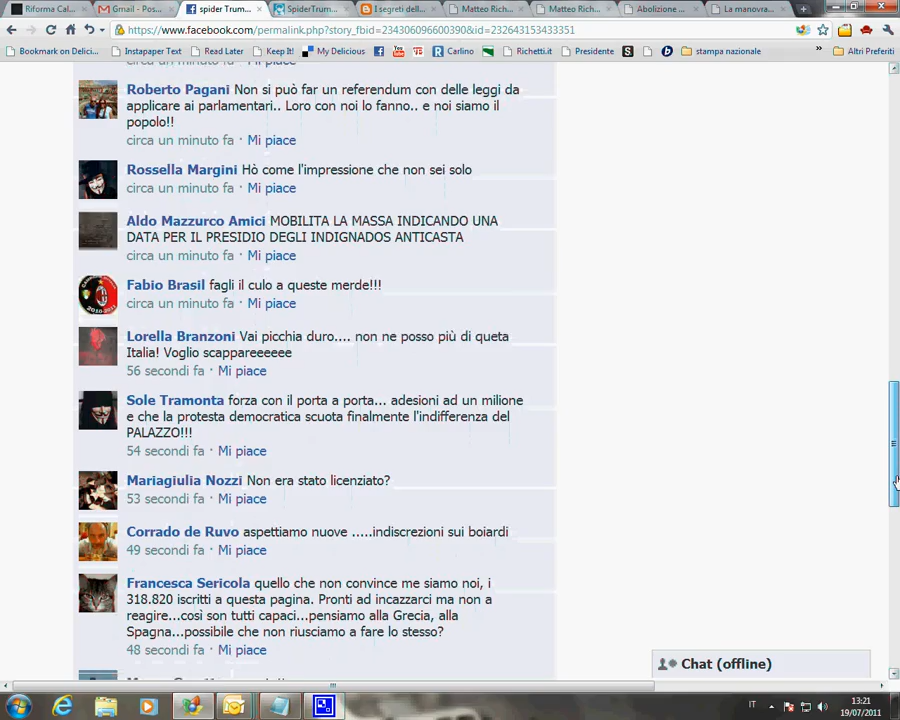 Riforma Cal...
Gmail - Pos...
spider Trum...
SpiderTrum...
I segreti dell...
Matteo Rich...
Matteo Rich...
Abolizione ...
La manovra...
https://www.facebook.com/permalink.php?story_fbid=234306096600390&id=232643153433351
Bookmark on Delici...
Instapaper Text
Read Later
Keep It!
My Delicious
Carlino
Richetti.it
Presidente
stampa nazionale
»
Altri Preferiti
circa un minuto fa · Mi piace
Roberto Pagani Non si può far un referendum con delle leggi da
applicare ai parlamentari.. Loro con noi lo fanno.. e noi siamo il
popolo!!
circa un minuto fa · Mi piace
Rossella Margini Hò come l'impressione che non sei solo
circa un minuto fa · Mi piace
Aldo Mazzurco Amici MOBILITA LA MASSA INDICANDO UNA
DATA PER IL PRESIDIO DEGLI INDIGNADOS ANTICASTA
circa un minuto fa · Mi piace
Fabio Brasil fagli il culo a queste merde!!!
circa un minuto fa · Mi piace
Lorella Branzoni Vai picchia duro.... non ne posso più di queta
Italia! Voglio scappareeeeee
56 secondi fa · Mi piace
Sole Tramonta forza con il porta a porta... adesioni ad un milione
e che la protesta democratica scuota finalmente l'indifferenza del
PALAZZO!!!
54 secondi fa · Mi piace
Mariagiulia Nozzi Non era stato licenziato?
53 secondi fa · Mi piace
Corrado de Ruvo aspettiamo nuove .....indiscrezioni sui boiardi
49 secondi fa · Mi piace
Francesca Sericola quello che non convince me siamo noi, i
318.820 iscritti a questa pagina. Pronti ad incazzarci ma non a
reagire...così son tutti capaci...pensiamo alla Grecia, alla
Spagna...possibile che non riusciamo a fare lo stesso?
48 secondi fa · Mi piace
Chat (offline)
IT
13:21
19/07/2011